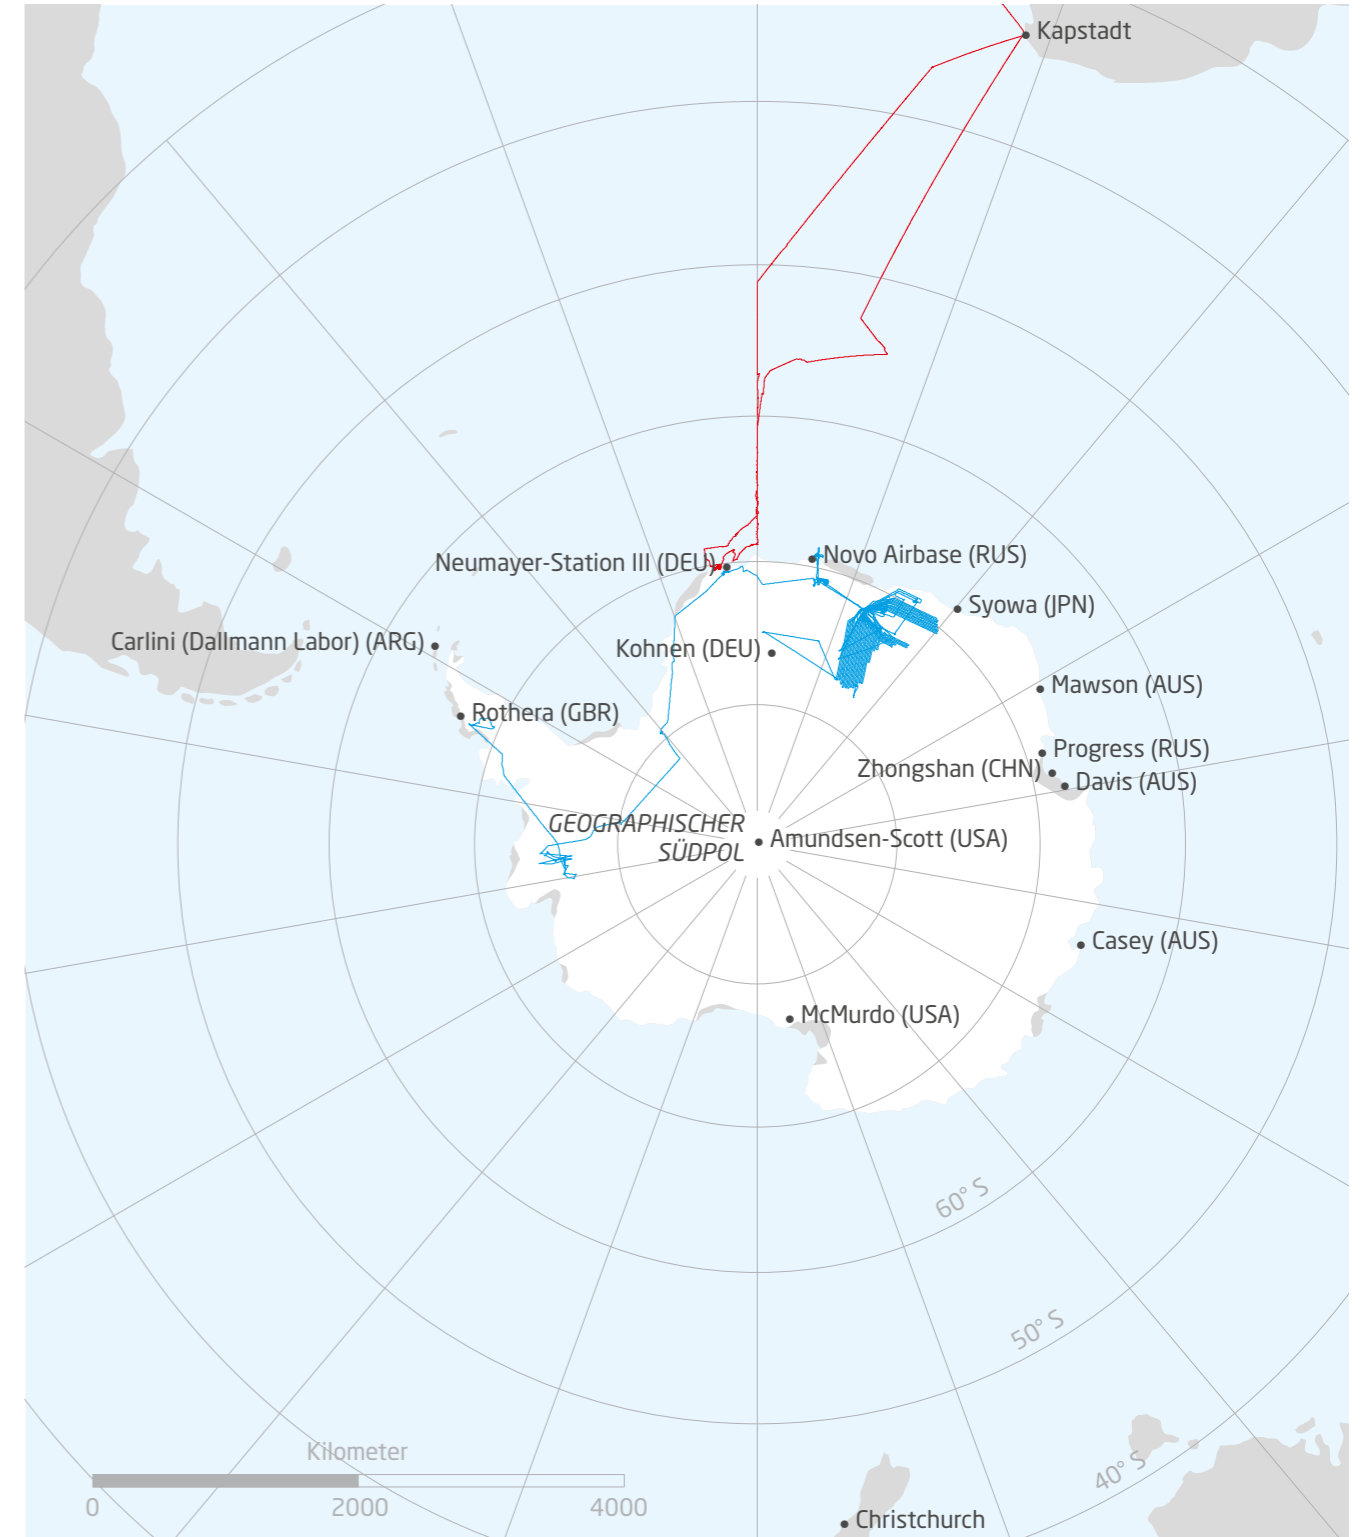 Kapstadt
Neumayer-Station III (DEU)
Novo Airbase (RUS)
Syowa (JPN)
Carlini (Dallmann Labor) (ARG)
Kohnen (DEU)
Mawson (AUS)
Rothera (GBR)
Progress (RUS)
Zhongshan (CHN)
Davis (AUS)
GEOGRAPHISCHER
SÜDPOL
Amundsen-Scott (USA)
Casey (AUS)
McMurdo (USA)
60° S
50° S
40° S
Kilometer
0 2000 4000
Christchurch